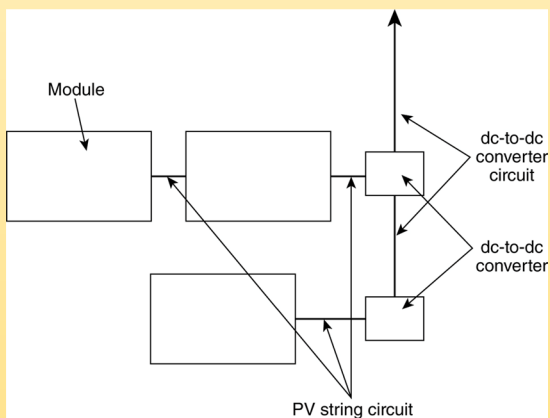 Module
dc-to-dc
converter
circuit
dc-to-dc
converter
PV string circuit